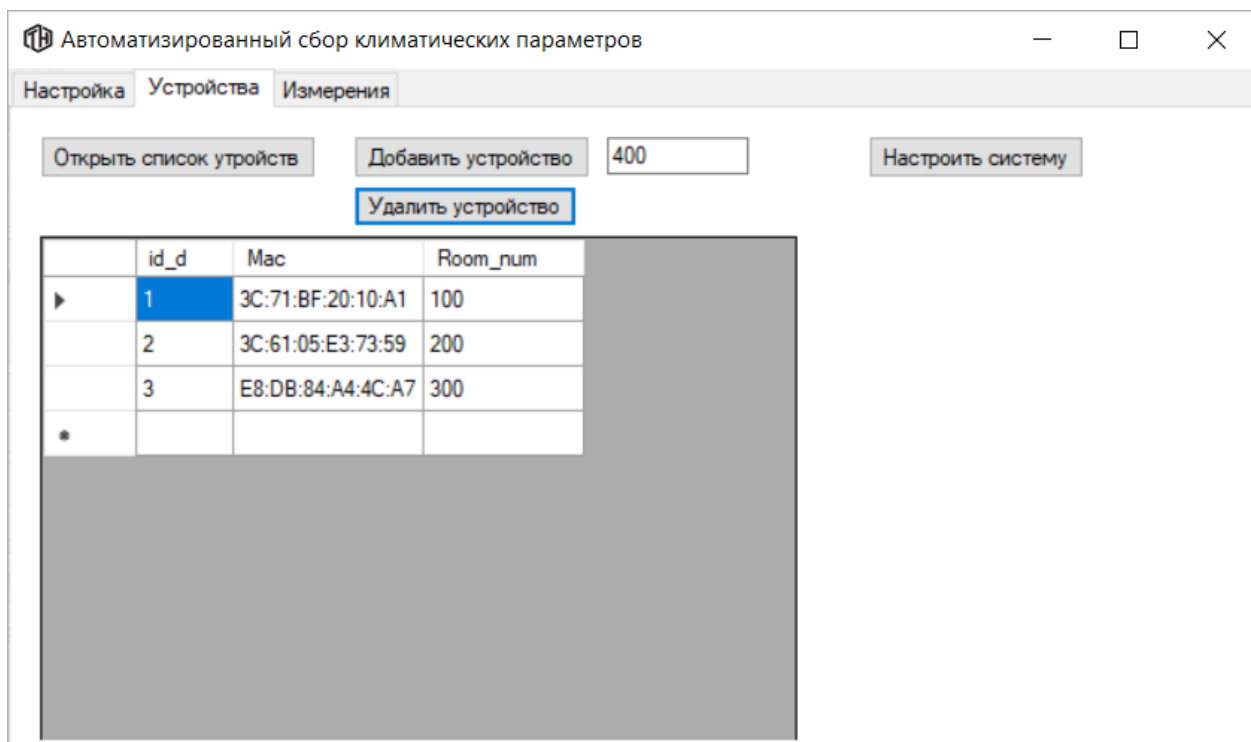 TH Автоматизированный сбор климатических параметров
Настройка Устройства Измерения
Открыть список утройств Добавить устройство 400 Настроить систему
Удалить устройство
id_d Mac Room_num
1 3C:71:BF:20:10:A1 100
2 3C:61:05:E3:73:59 200
3 E8:DB:84:A4:4C:A7 300